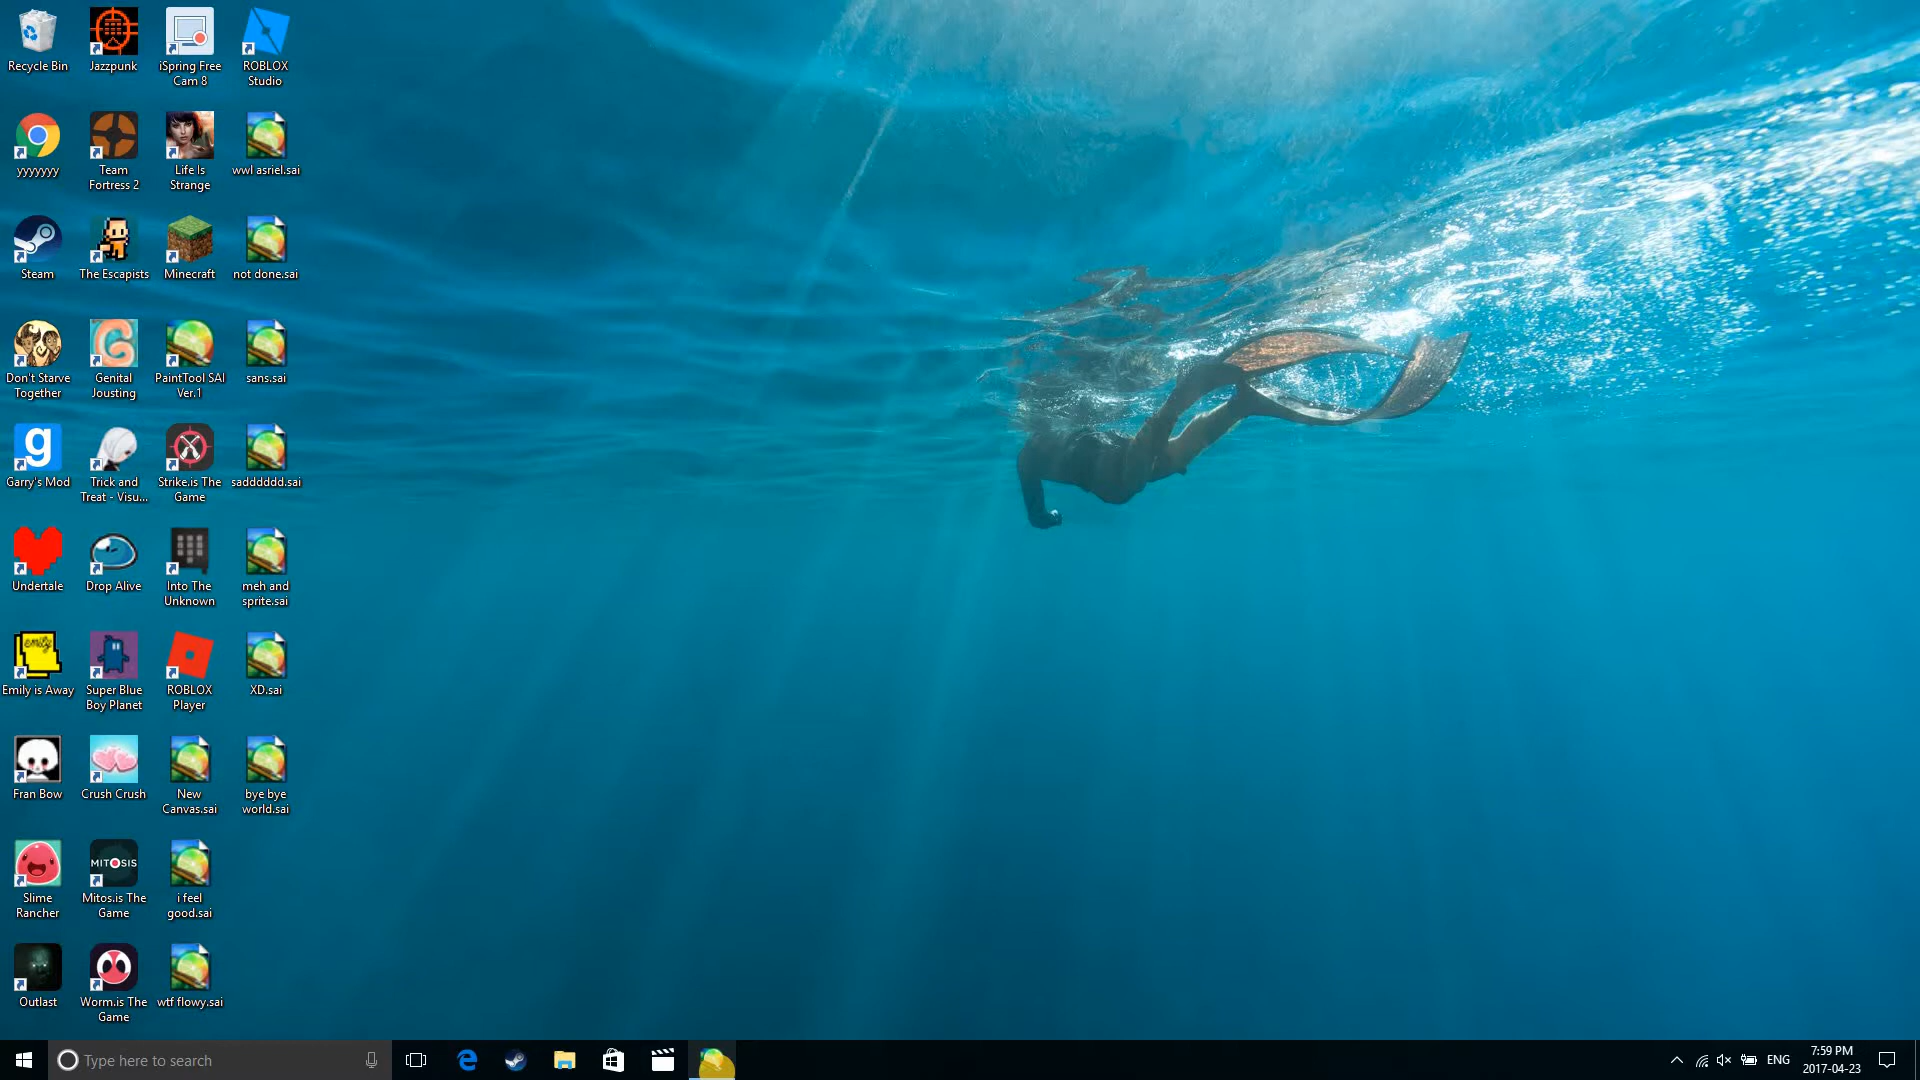 Recycle Bin
Jazzpunk
iSpring Free
Cam 8
ROBLOX
Studio
yyyyyyy
Team
Fortress 2
Life Is
Strange
wwl asriel.sai
Steam
The Escapists
Minecraft
not done.sai
Don't Starve
Together
Genital
Jousting
PaintTool SAI
Ver.1
sans.sai
g
Garry's Mod
Trick and
Treat - Visu...
Strike.is The
Game
sadddddd.sai
Undertale
Drop Alive
Into The
Unknown
meh and
sprite.sai
emily
Emily is Away
Super Blue
Boy Planet
ROBLOX
Player
XD.sai
Fran Bow
Crush Crush
New
Canvas.sai
bye bye
world.sai
Slime
Rancher
MITOSIS
Mitos.is The
Game
i feel
good.sai
Outlast
Worm.is The
Game
wtf flowy.sai
Type here to search
ENG
7:59 PM
2017-04-23